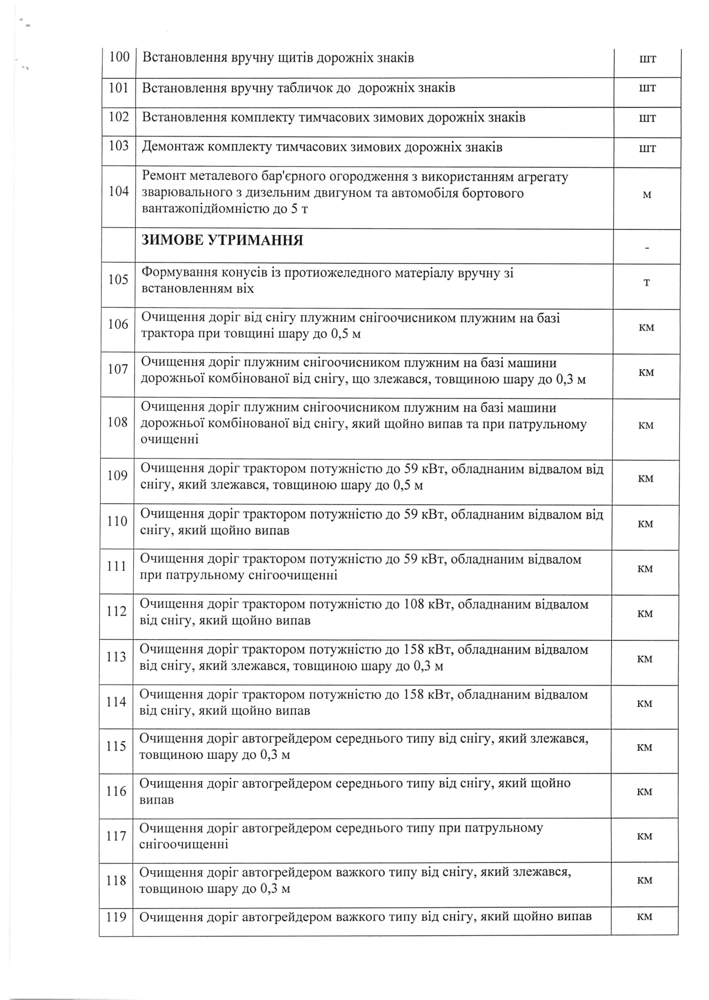 100 Встановлення вручну щитів дорожніх знаків шт
101 Встановлення вручну табличок до дорожніх знаків шт
102 Встановлення комплекту тимчасових зимових дорожніх знаків шт
103 Демонтаж комплекту тимчасових зимових дорожніх знаків шт
Ремонт металевого бар'єрного огородження з використанням агрегату
104 зварювального з дизельним двигуном та автомобіля бортового м
вантажопідйомністю до 5 т
ЗИМОВЕ УТРИМАННЯ -
105 Формування конусів із протиожеледного матеріалу вручну зі т
встановленням віх
106 Очищення доріг від снігу плужним снігоочисником плужним на базі км
трактора при товщині шару до 0,5 м
107 Очищення доріг плужним снігоочисником плужним на базі машини км
дорожньої комбінованої від снігу, що злежався, товщиною шару до 0,3 м
Очищення доріг плужним снігоочисником плужним на базі машини
108 дорожньої комбінованої від снігу, який щойно випав та при патрульному км
очищенні
109 Очищення доріг трактором потужністю до 59 кВт, обладнаним відвалом від км
снігу, який злежався, товщиною шару до 0,5 м
110 Очищення доріг трактором потужністю до 59 кВт, обладнаним відвалом від км
снігу, який щойно випав
111 Очищення доріг трактором потужністю до 59 кВт, обладнаним відвалом км
при патрульному снігоочищенні
112 Очищення доріг трактором потужністю до 108 кВт, обладнаним відвалом км
від снігу, який щойно випав
113 Очищення доріг трактором потужністю до 158 кВт, обладнаним відвалом км
від снігу, який злежався, товщиною шару до 0,3 м
114 Очищення доріг трактором потужністю до 158 кВт, обладнаним відвалом км
від снігу, який щойно випав
115 Очищення доріг автогрейдером середнього типу від снігу, який злежався, км
товщиною шару до 0,3 м
116 Очищення доріг автогрейдером середнього типу від снігу, який щойно км
випав
117 Очищення доріг автогрейдером середнього типу при патрульному км
снігоочищенні
118 Очищення доріг автогрейдером важкого типу від снігу, який злежався, км
товщиною шару до 0,3 м
119 Очищення доріг автогрейдером важкого типу від снігу, який щойно випав км